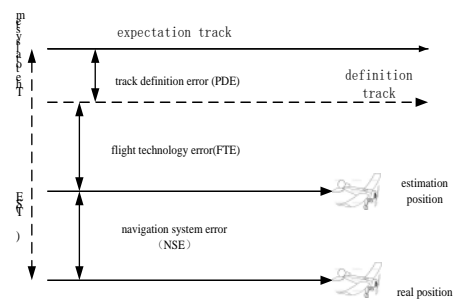 expectation track
track definition error (PDE)
definition
track
flight technology error(FTE)
estimation
position
navigation system error
（NSE）
real position